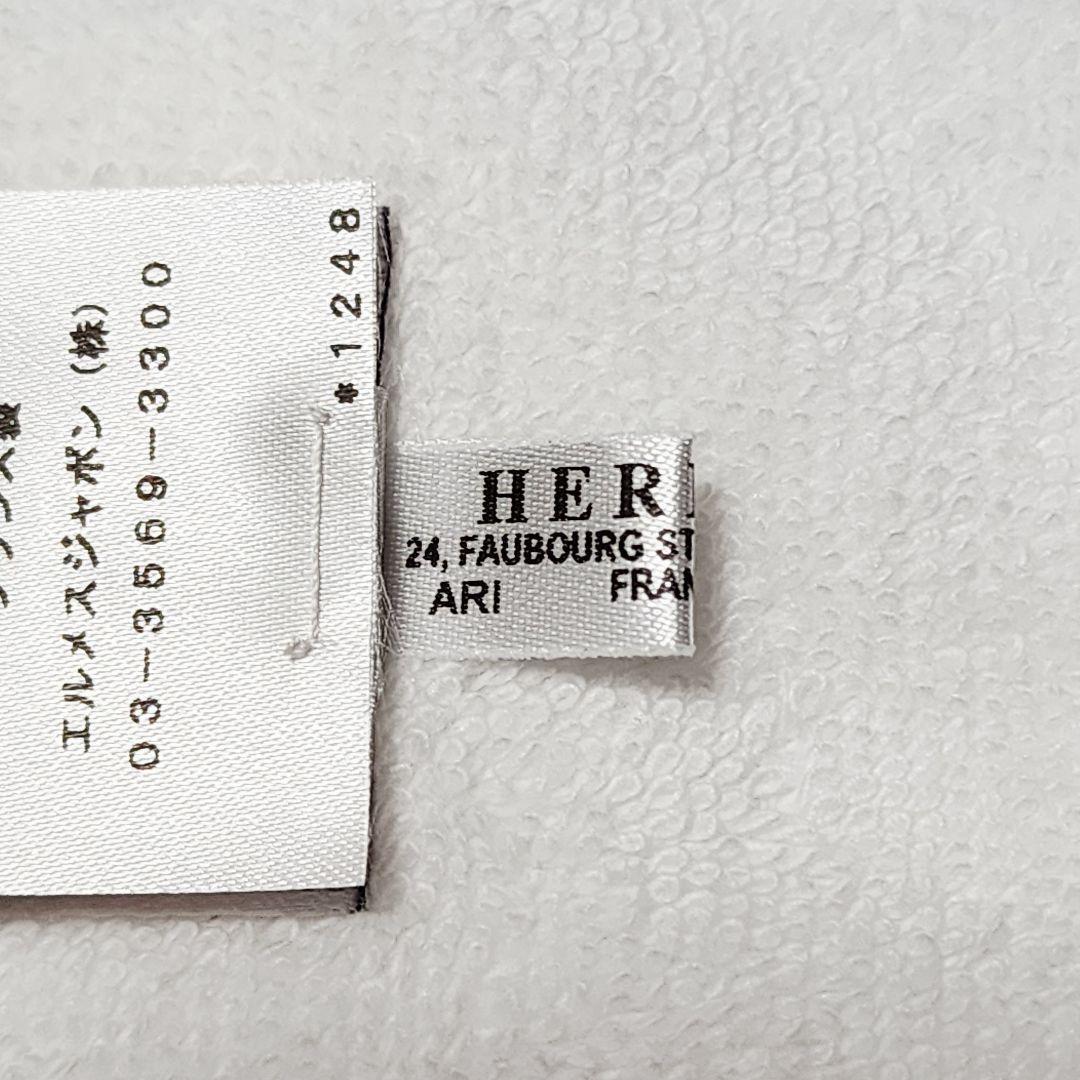 エルメスジャポン(株)
03-3569-3300
*1248
HER
24, FAUBOURG ST
ARI FRAN